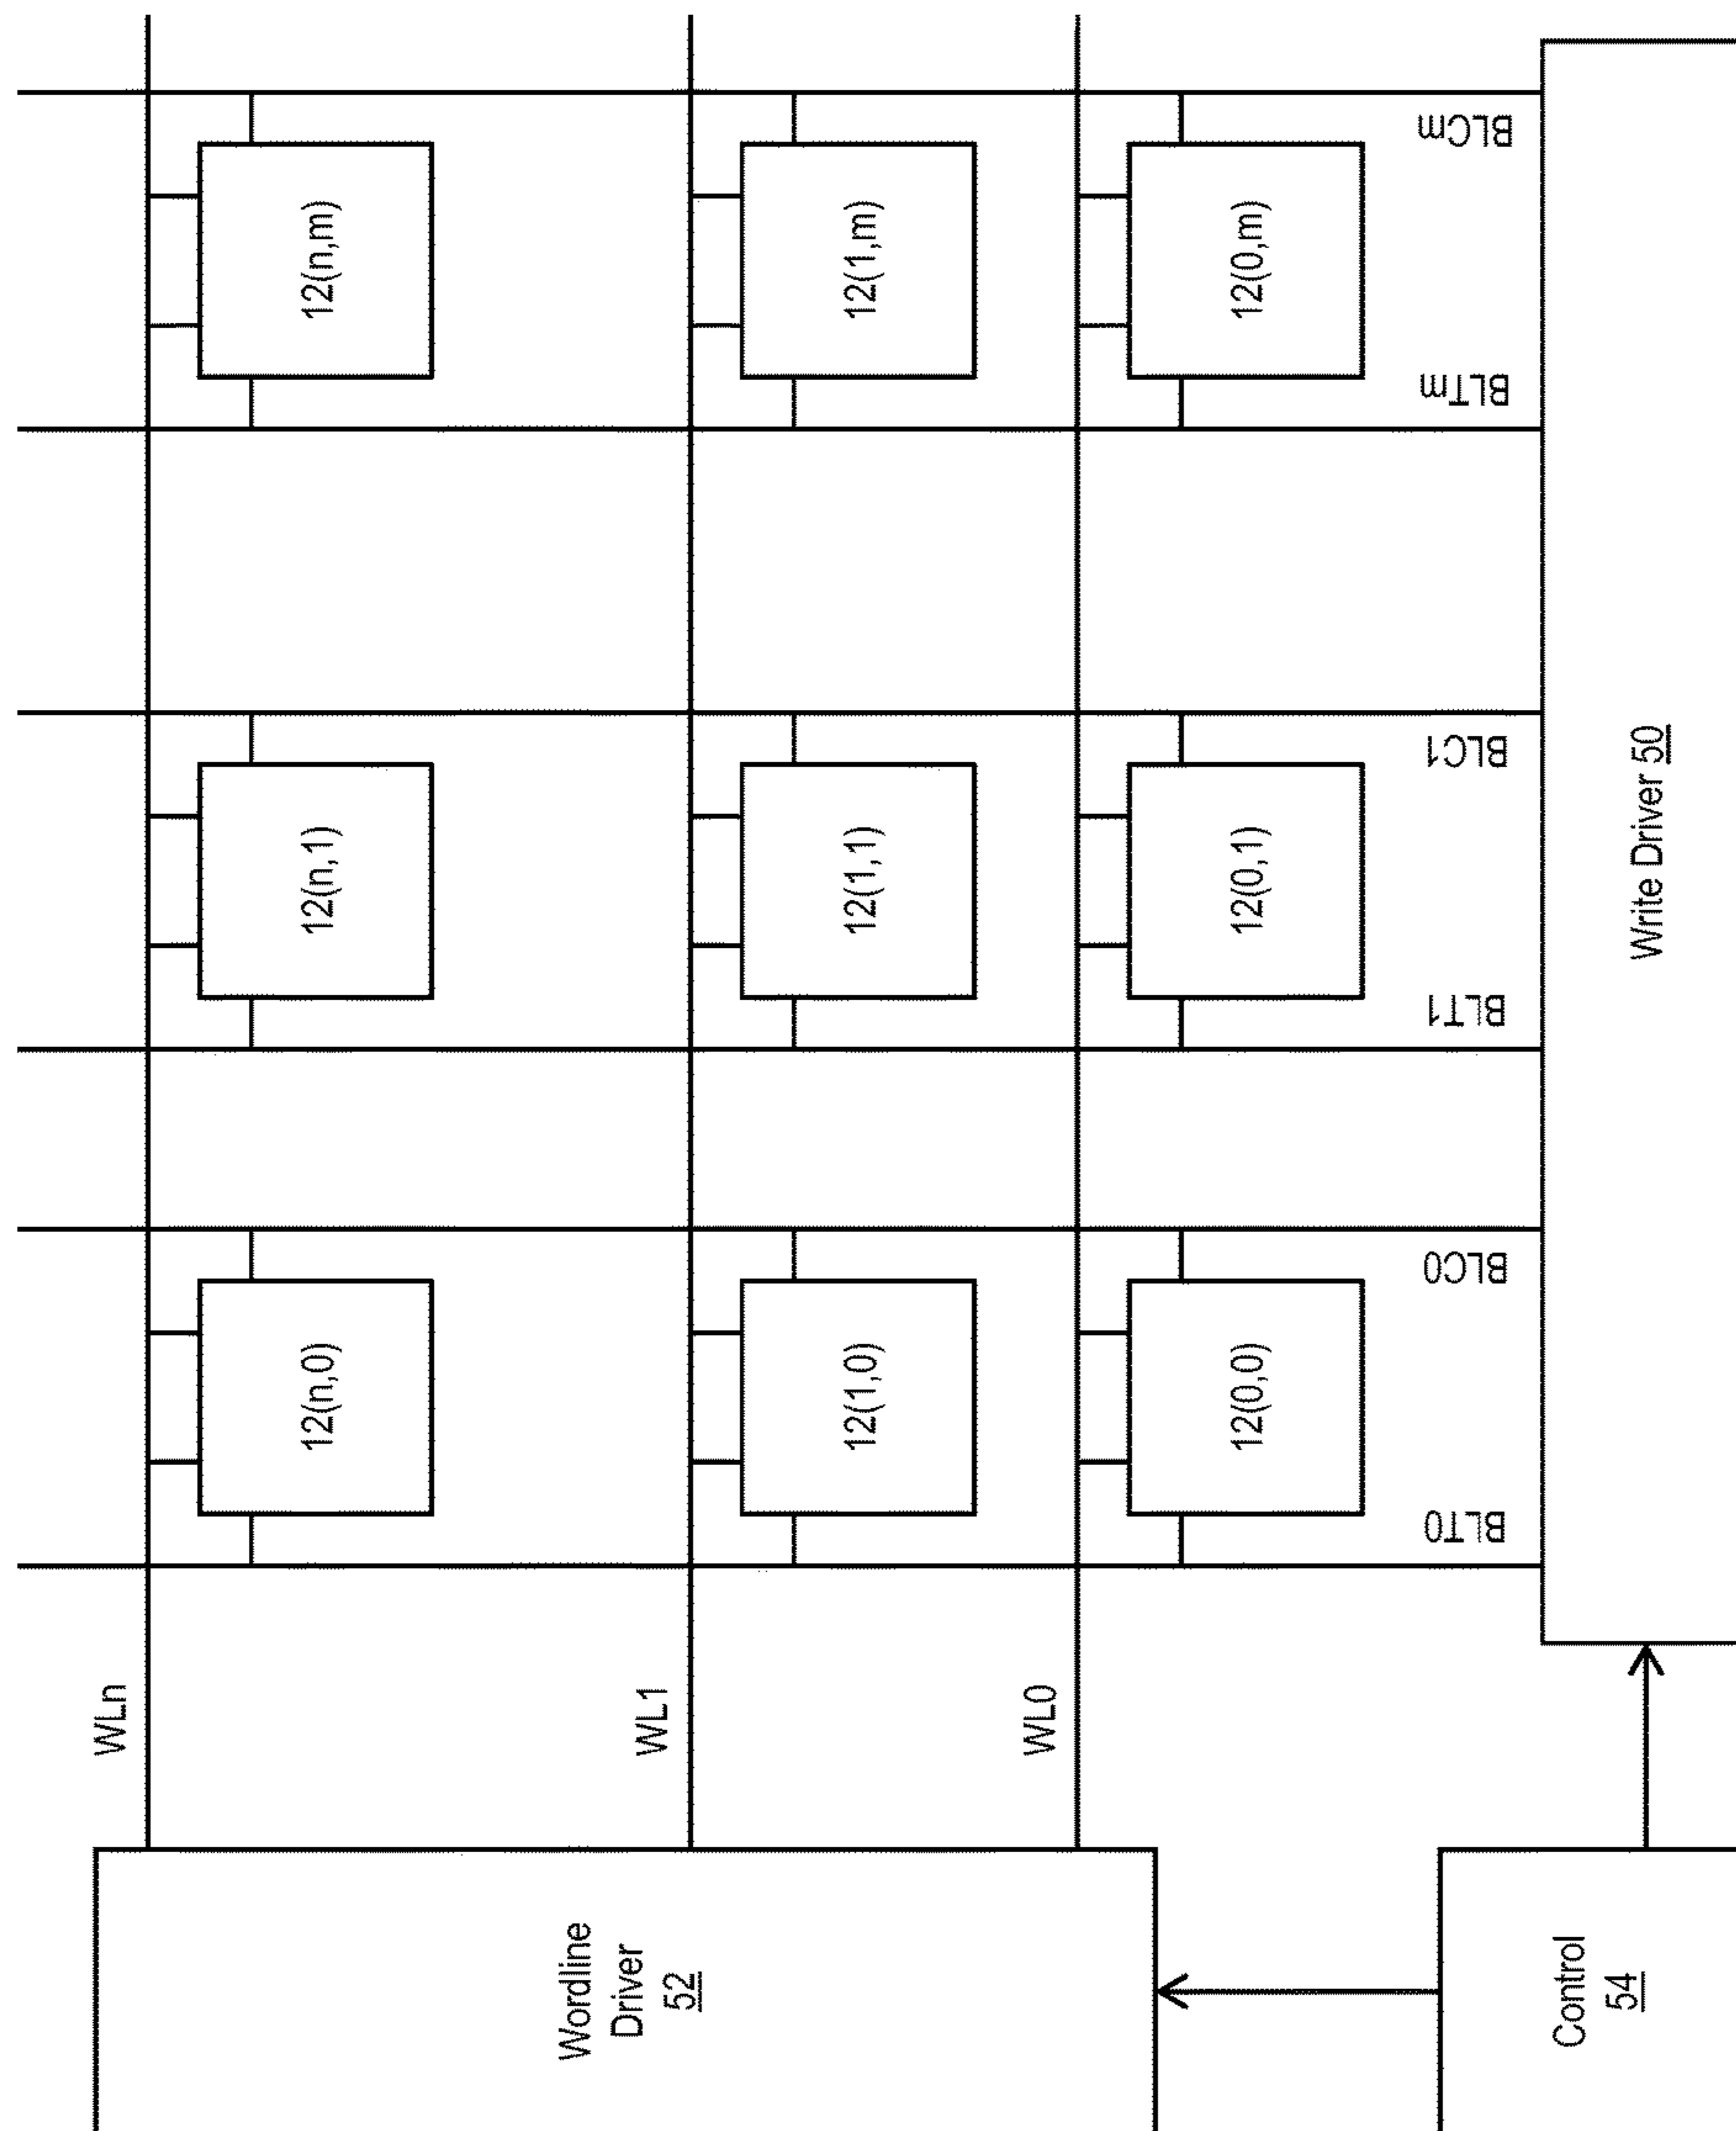 WLn
12(n,0)
12(n,1)
12(n,m)
WL1
12(1,0)
12(1,1)
12(1,m)
WL0
12(0,0)
12(0,1)
12(0,m)
BLT0
BLC0
BLT1
BLC1
BLTm
BLCm
Wordline
Driver
52
Control
54
Write Driver 50